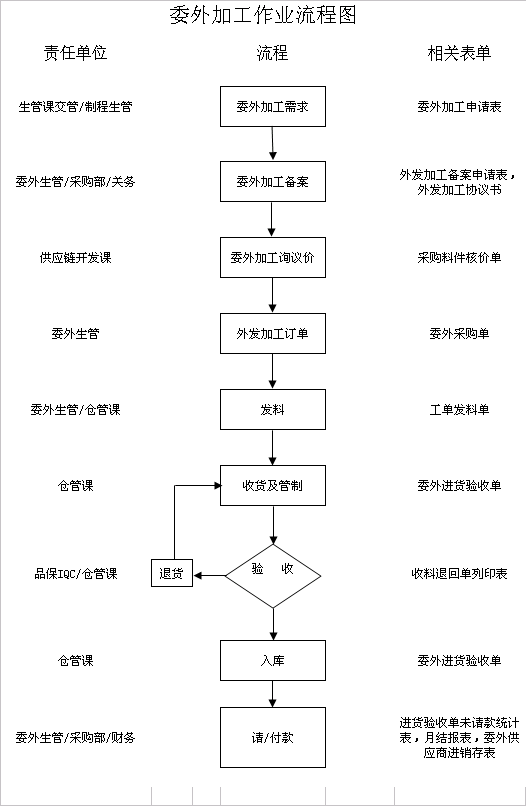 委外加工作业流程图
责任单位 流程 相关表单
生管课交管/制程生管 委外加工需求 委外加工申请表
委外生管/采购部/关务 委外加工备案 外发加工备案申请表，
外发加工协议书
供应链开发课 委外加工询议价 采购料件核价单
委外生管 外发加工订单 委外采购单
委外生管/仓管课 发料 工单发料单
仓管课 收货及管制 委外进货验收单
品保IQC/仓管课 退货 验 收 收料退回单列印表
仓管课 入库 委外进货验收单
委外生管/采购部/财务 请/付款 进货验收单未请款统计
表，月结报表，委外供
应商进销存表